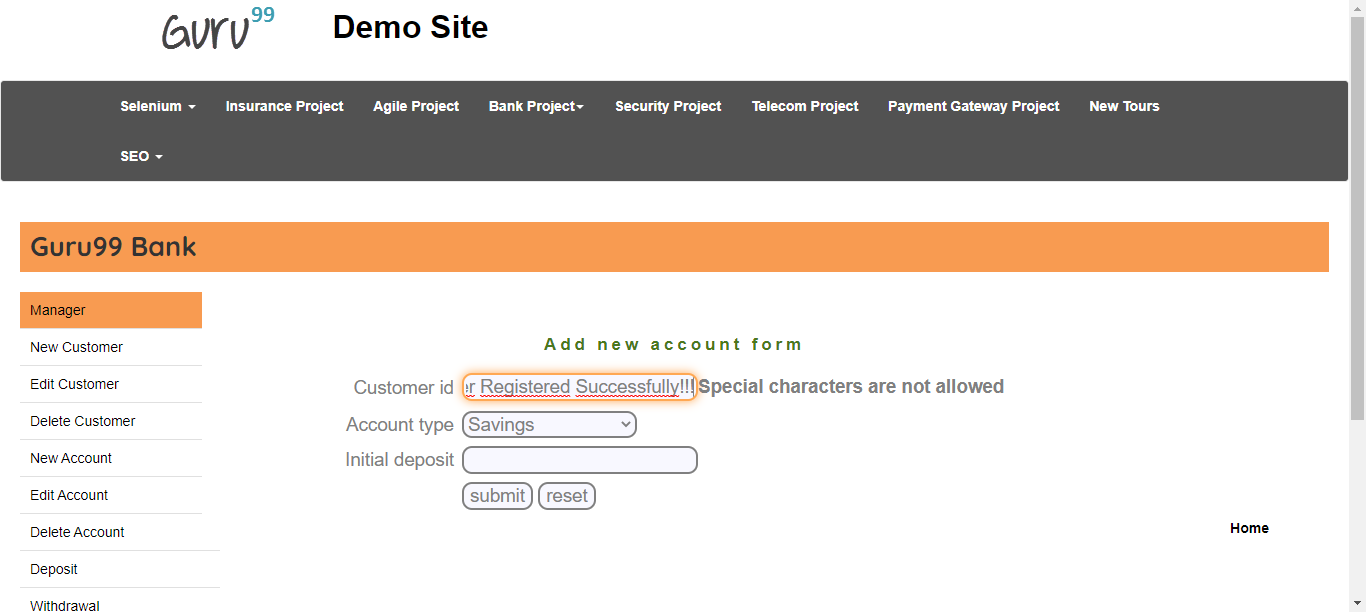 Guru99 Demo Site
Selenium Insurance Project Agile Project Bank Project Security Project Telecom Project Payment Gateway Project New Tours
SEO
Guru99 Bank
Manager
New Customer
Edit Customer
Delete Customer
New Account
Edit Account
Delete Account
Deposit
Withdrawal
Add new account form
Customer id er Registered Successfully!!! Special characters are not allowed
Account type Savings
Initial deposit
submit reset
Home